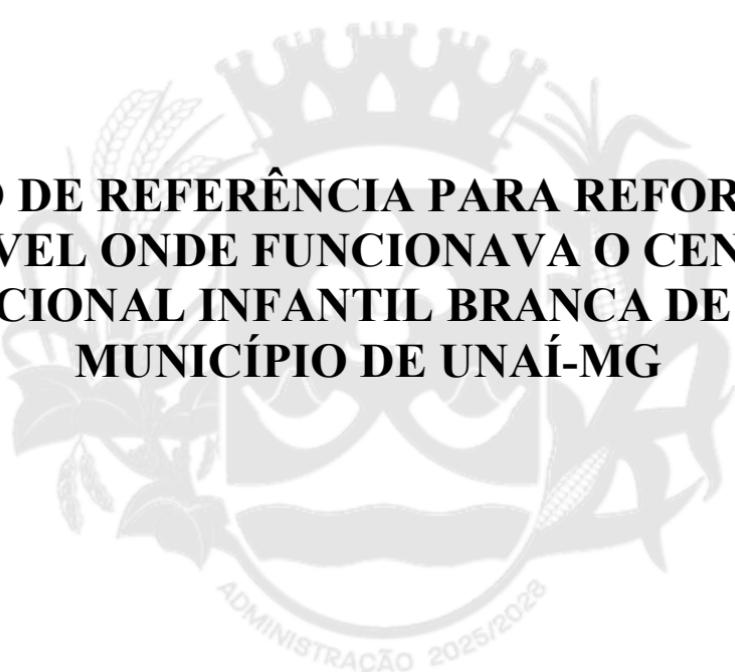 DE REFERÊNCIA PARA REFOR
VEL ONDE FUNCIONAVA O CEN
CIONAL INFANTIL BRANCA DE
MUNICÍPIO DE UNAÍ-MG
ADMINISTRAÇÃO 2025/2028